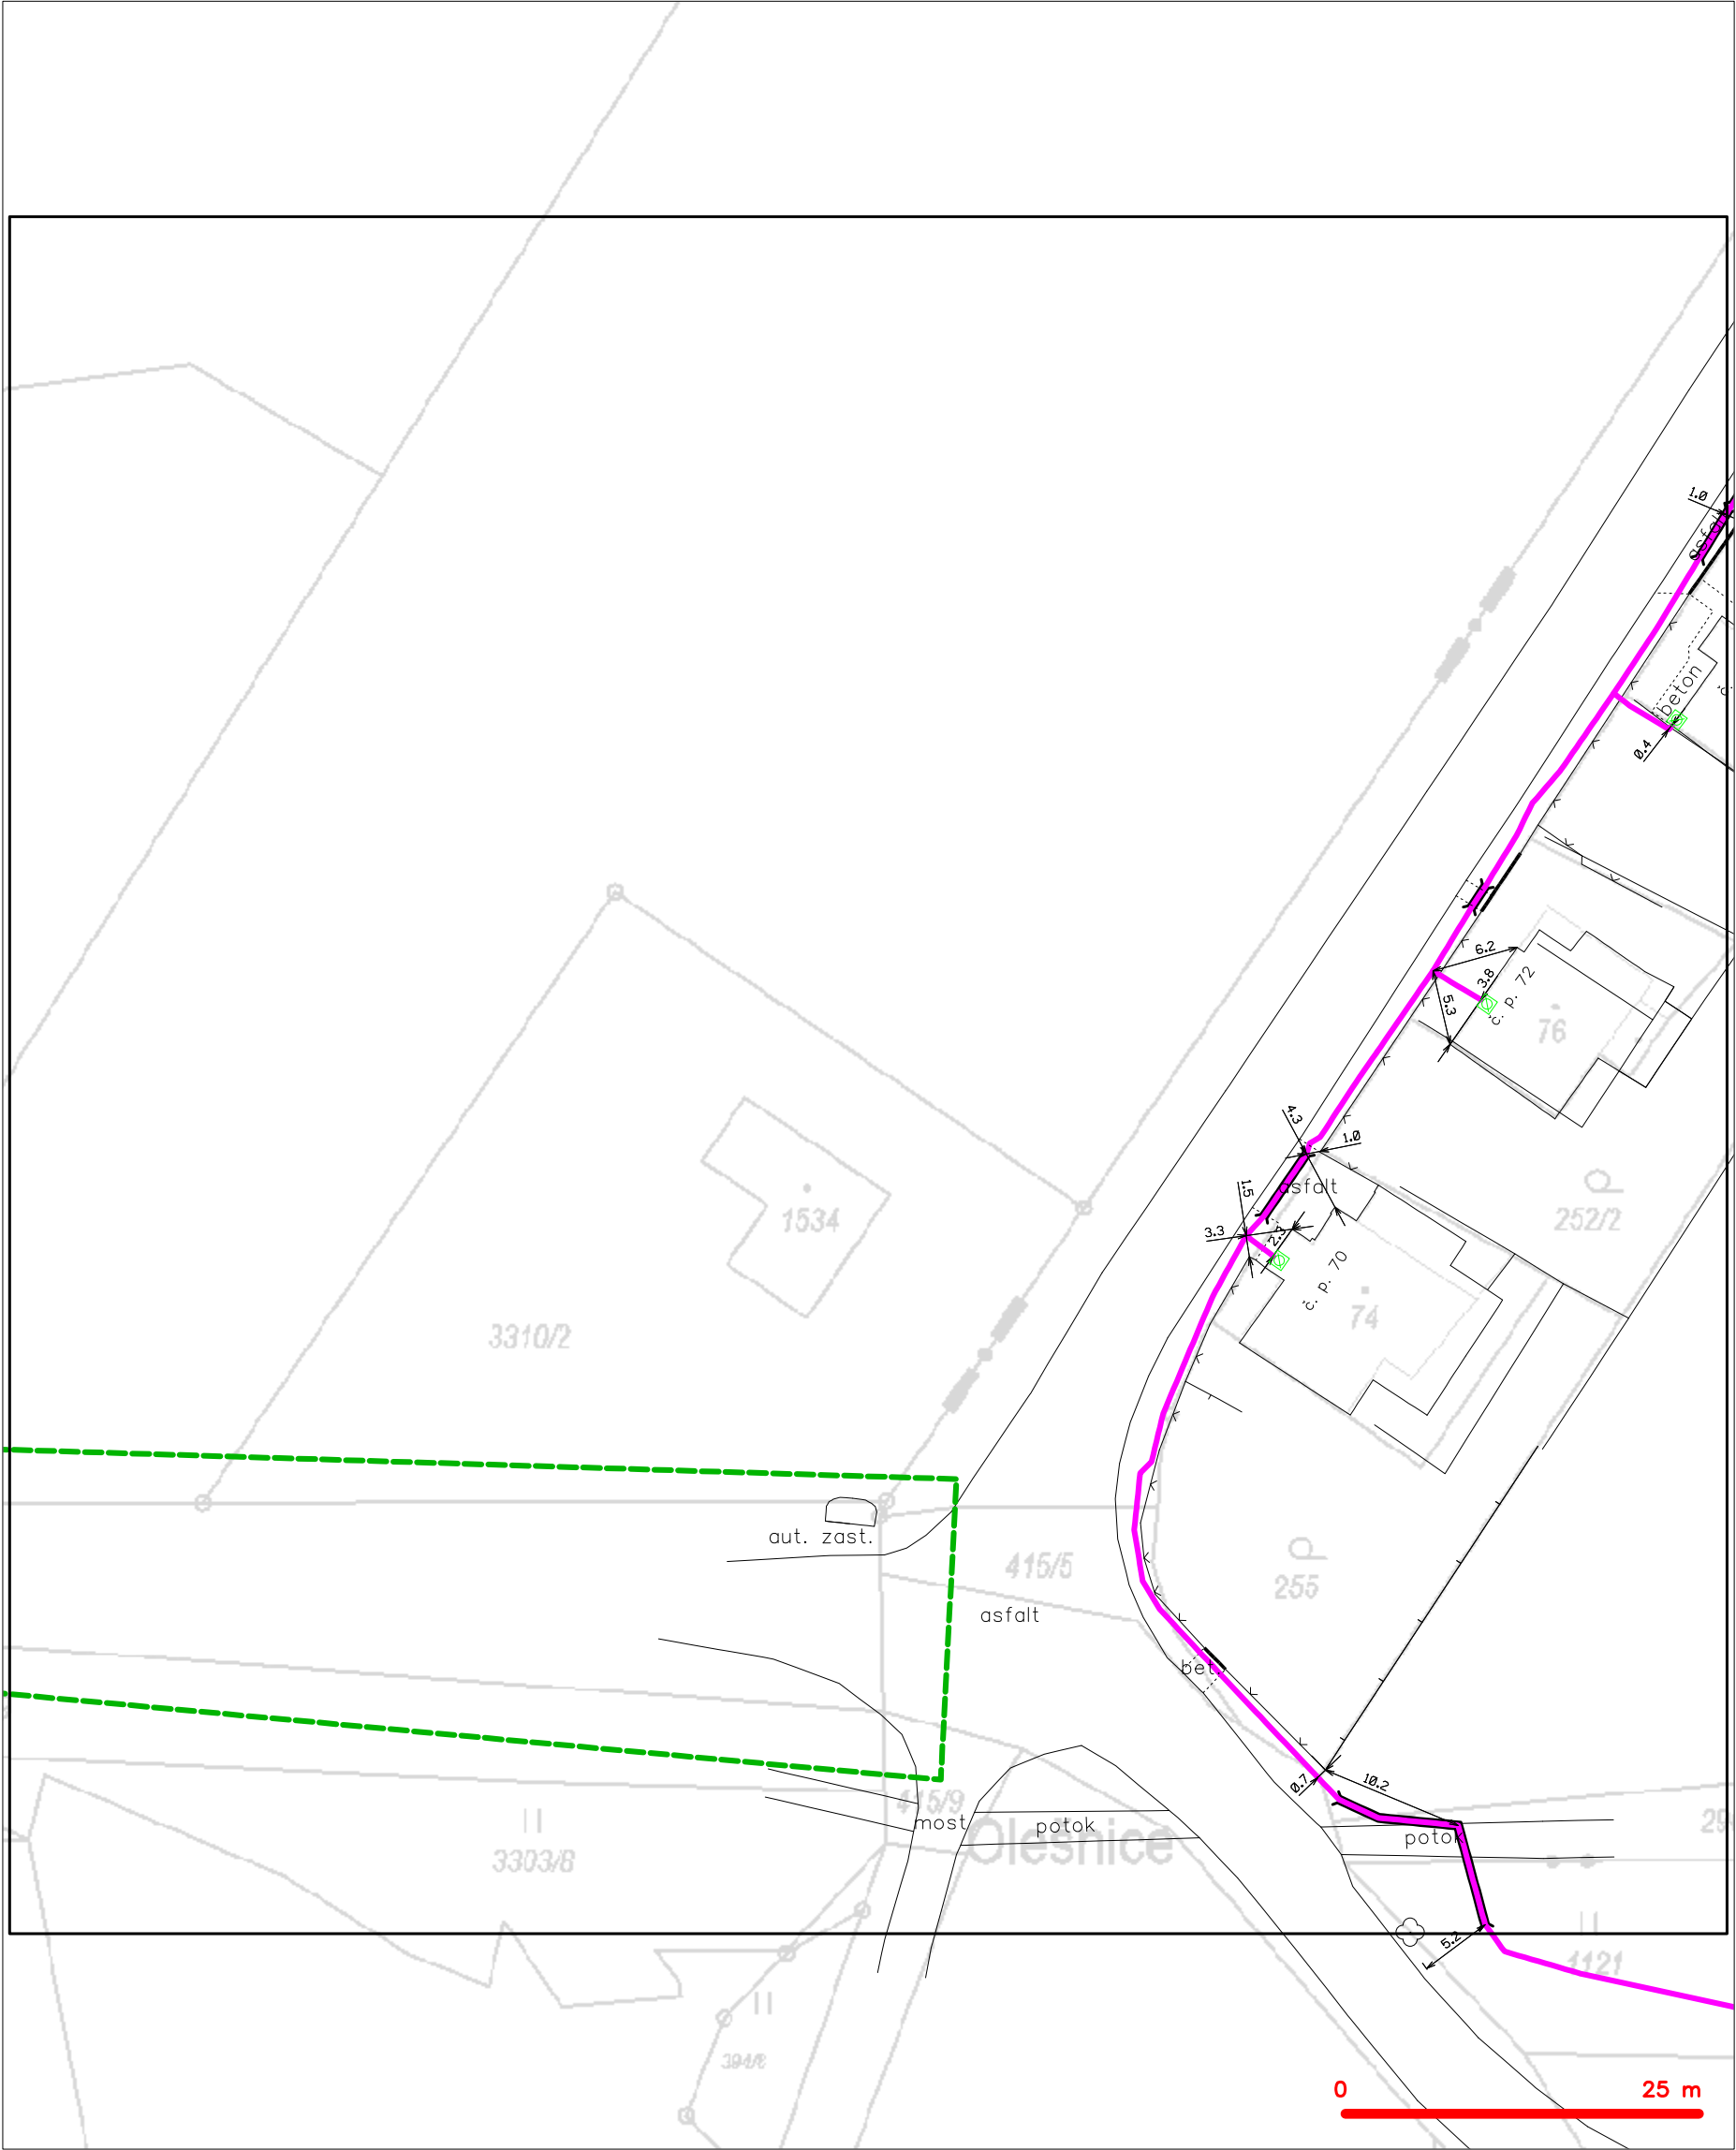 1.0
asfalt
beton
0.4
6.2
3.8
č. p. 72
5.3
76
4.3
1.0
asfalt
1.5
252/2
1534
3.3
2.3
č. p. 70
74
3310/2
aut. zast.
415/5
255
asfalt
bet.
0.7
10.2
415/9
most
potok
potok
Olešnice
3303/8
5.2
1121
394/8
0
25 m